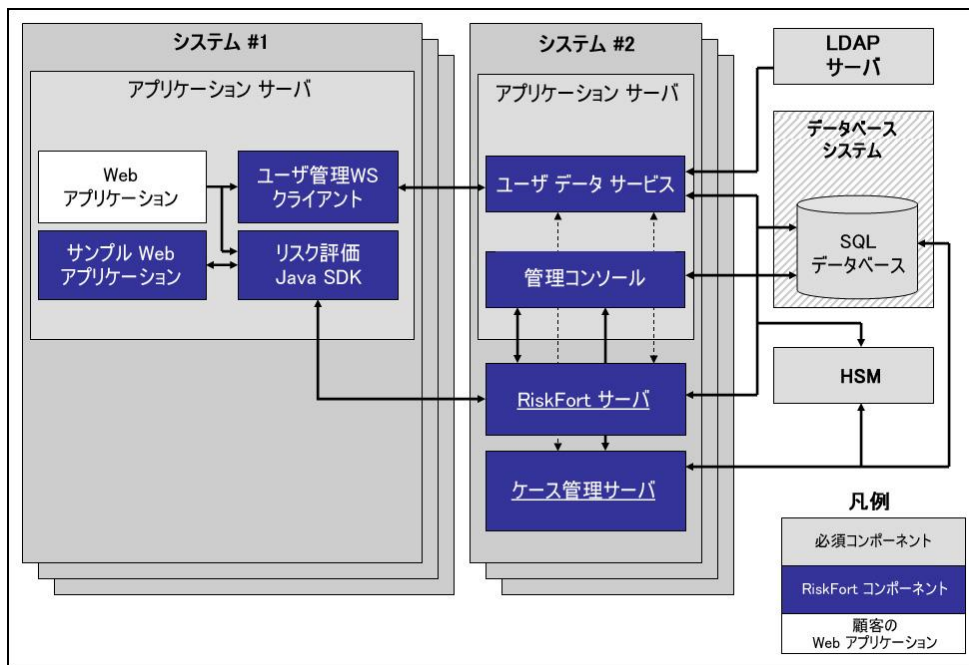 システム #1
アプリケーション サーバ
Web
アプリケーション
ユーザ管理WS
クライアント
サンプル Web
アプリケーション
リスク評価
Java SDK
システム #2
アプリケーション サーバ
ユーザ データ サービス
管理コンソール
RiskFort サーバ
ケース管理サーバ
LDAP
サーバ
データベース
システム
SQL
データベース
HSM
凡例
必須コンポーネント
RiskFort コンポーネント
顧客の
Web アプリケーション